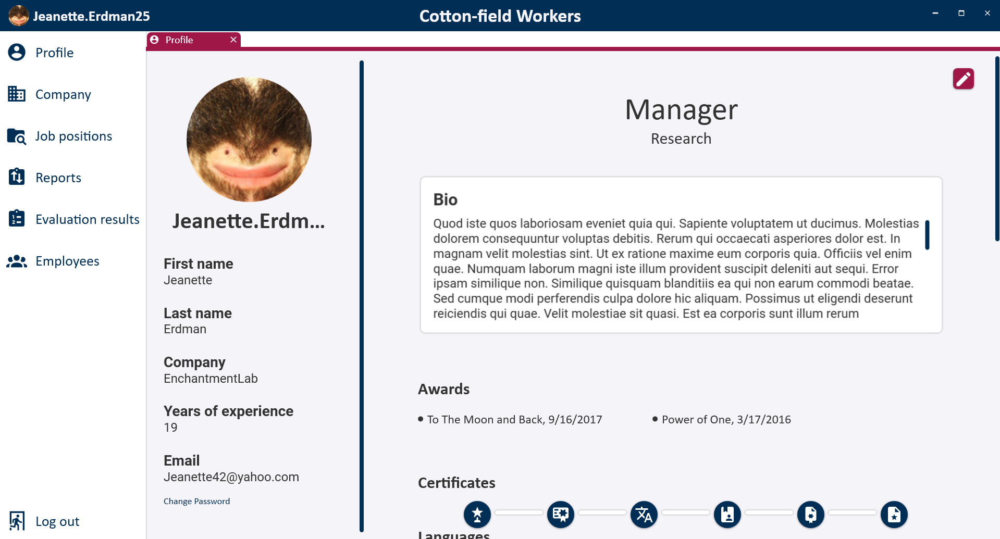 Jeanette.Erdman25
Cotton-field Workers
Profile
Company
Job positions
Reports
Evaluation results
Employees
Log out
Profile
Jeanette.Erdm...
First name
Jeanette
Last name
Erdman
Company
EnchantmentLab
Years of experience
19
Email
Jeanette42@yahoo.com
Change Password
Manager
Research
Bio
Quod iste quos laboriosam eveniet quia qui. Sapiente voluptatem ut ducimus. Molestias
dolorem consequuntur voluptas debitis. Rerum qui occaecati asperiores dolor est. In
magnam velit molestias sint. Ut ex ratione maxime eum corporis quia. Officiis vel enim
quae. Numquam laborum magni iste illum provident suscipit deleniti aut sequi. Error
ipsam similique non. Similique quisquam blanditiis ea qui non earum commodi beatae.
Sed cumque modi perferendis culpa dolore hic aliquam. Possimus ut eligendi deserunt
reiciendis qui quae. Velit molestiae sit quasi. Est ea corporis sunt illum rerum
Awards
To The Moon and Back, 9/16/2017
Power of One, 3/17/2016
Certificates
Languages